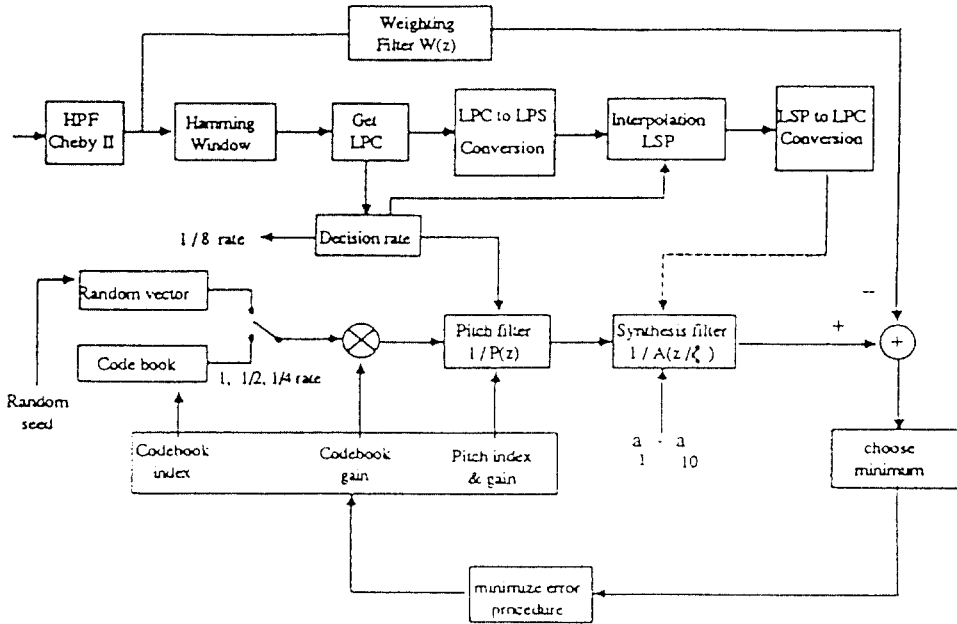 Weighting
Filter W(z)
HPF
Cheby II
Hamming
Window
Get
LPC
LPC to LPS
Conversion
Interpolation
LSP
LSP to LPC
Conversion
1 / 8 rate
Decision rate
Random vector
Code book
1, 1/2, 1/4 rate
Random
seed
Pitch filter
1 / P(z)
Synthesis filter
1 / A(z/ζ)
−
+
+
Codebook
index
Codebook
gain
Pitch index
& gain
a - a
1 10
choose
minimum
minimize error
procedure